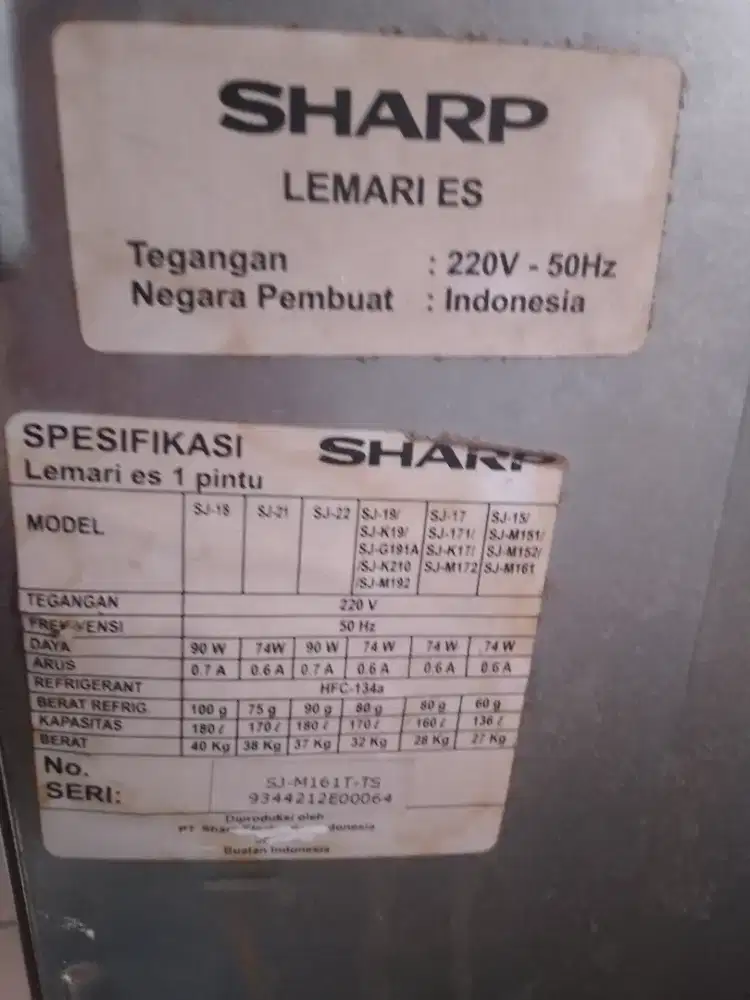 SHARP
LEMARI ES
Tegangan : 220V - 50Hz
Negara Pembuat : Indonesia
SPESIFIKASI SHARP
Lemari es 1 pintu
MODEL SJ-18 SJ-21 SJ-22 SJ-19/ SJ-17 SJ-15/
SJ-K19/ SJ-171/ SJ-M151/
SJ-G191A SJ-K17/ SJ-M152/
/SJ-K210 SJ-M172 SJ-M161
/SJ-M192
TEGANGAN 220 V
FREKWENSI 50 Hz
DAYA 90 W 74W 90 W 74 W 74 W 74 W
ARUS 0.7 A 0.6 A 0.7 A 0.6 A 0.6 A 0.6 A
REFRIGERANT HFC-134a
BERAT REFRIG. 100 g 75 g 90 g 80 g 80 g 60 g
KAPASITAS 180 ℓ 170 ℓ 180 ℓ 170 ℓ 160 ℓ 136 ℓ
BERAT 40 Kg 38 Kg 37 Kg 32 Kg 28 Kg 27 Kg
No.
SERI:
SJ-M161T-TS
9344212E00064
Diproduksi oleh
PT
Buatan Indonesia